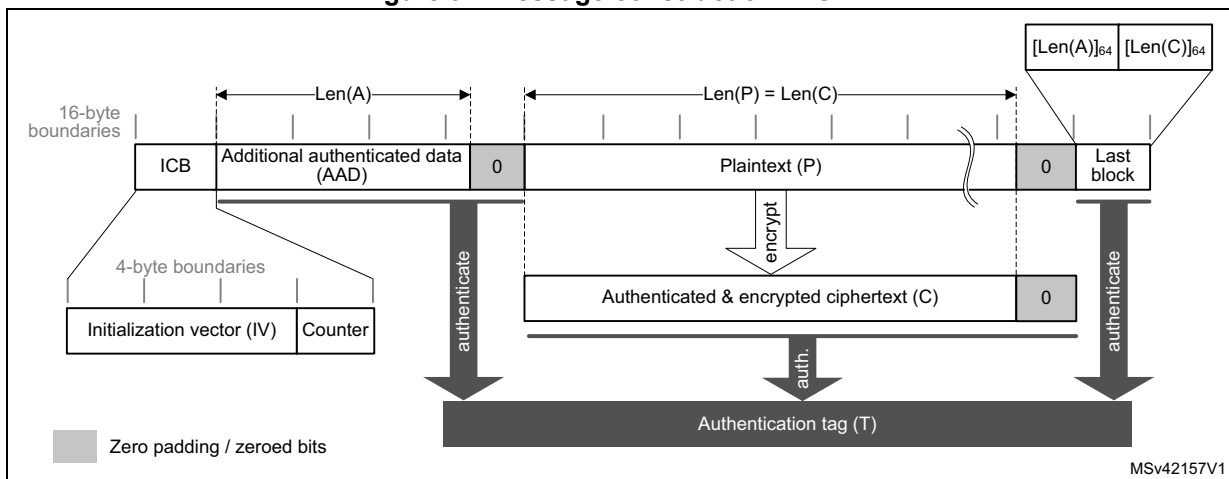 [Len(A)]64 [Len(C)]64
Len(A)
Len(P) = Len(C)
16-byte
boundaries
ICB
Additional authenticated data
(AAD)
0
Plaintext (P)
0
Last
block
encrypt
4-byte boundaries
authenticate
Authenticated & encrypted ciphertext (C)
0
authenticate
Initialization vector (IV)
Counter
auth.
Authentication tag (T)
Zero padding / zeroed bits
MSv42157V1